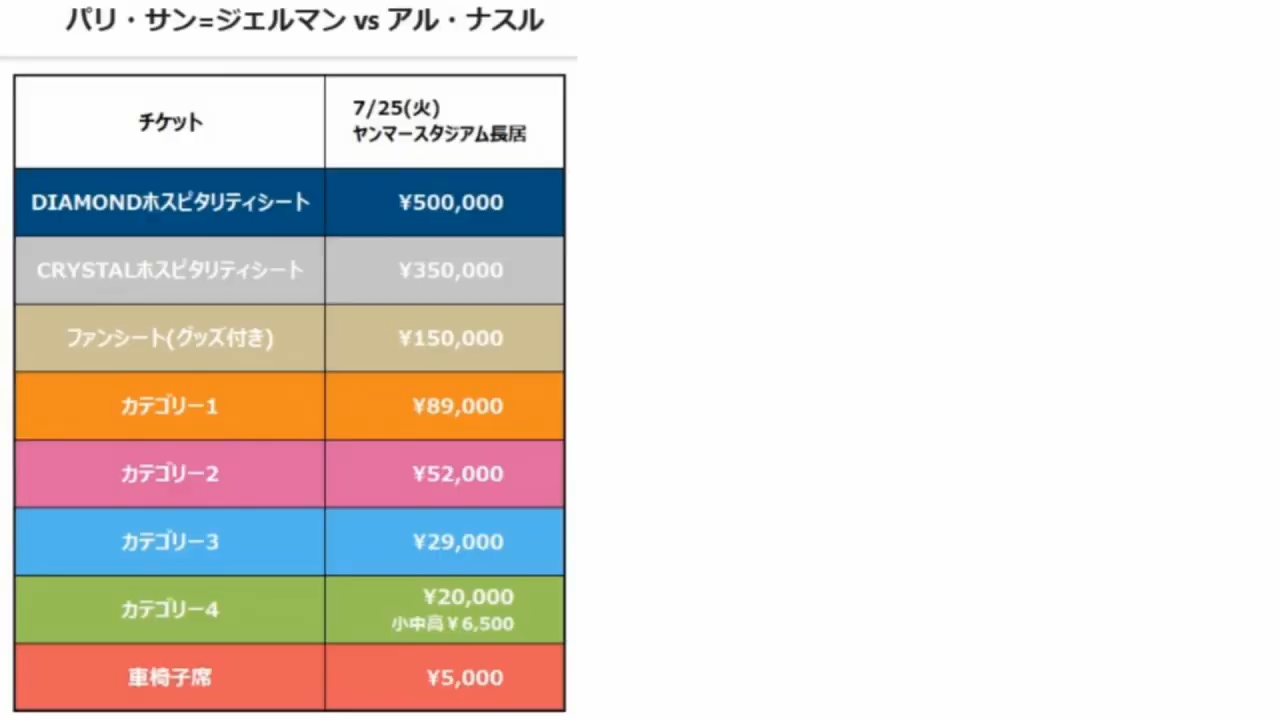 パリ・サン=ジェルマン vs アル・ナスル
チケット
7/25(火)
ヤンマースタジアム長居
DIAMONDホスピタリティシート ¥500,000
CRYSTALホスピタリティシート ¥350,000
ファンシート(グッズ付き) ¥150,000
カテゴリー1 ¥89,000
カテゴリー2 ¥52,000
カテゴリー3 ¥29,000
カテゴリー4
¥20,000
小中高¥6,500
車椅子席 ¥5,000